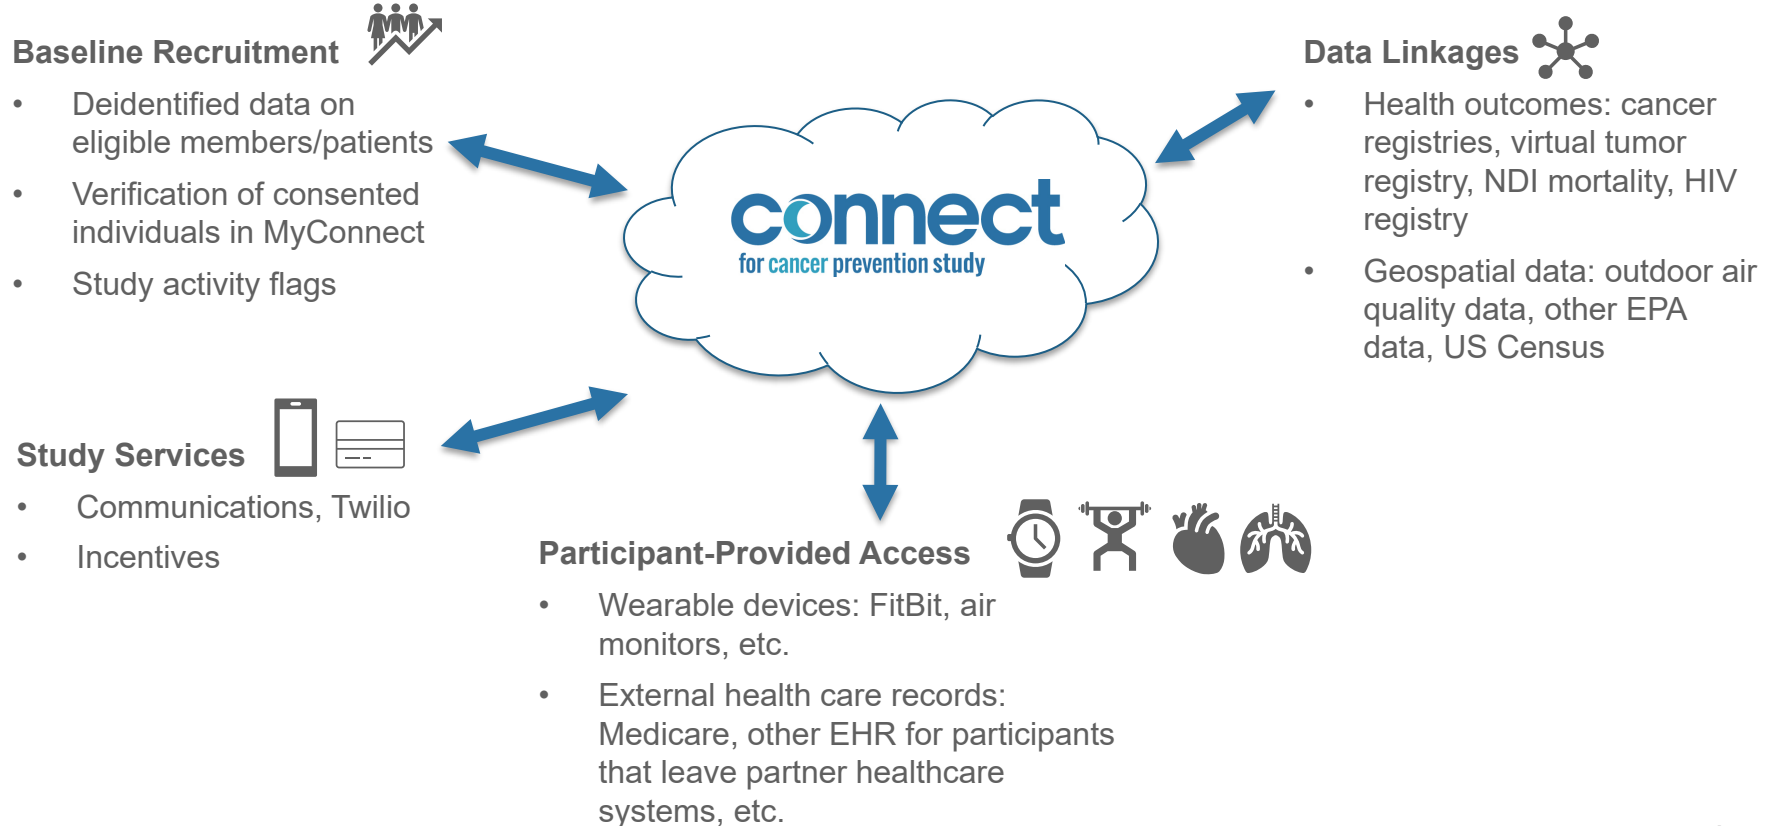 Baseline Recruitment
• Deidentified data on
eligible members/patients
• Verification of consented
individuals in MyConnect
• Study activity flags
connect
for cancer prevention study
Data Linkages
• Health outcomes: cancer
registries, virtual tumor
registry, NDI mortality, HIV
registry
• Geospatial data: outdoor air
quality data, other EPA
data, US Census
Study Services
• Communications, Twilio
• Incentives
Participant-Provided Access
• Wearable devices: FitBit, air
monitors, etc.
• External health care records:
Medicare, other EHR for participants
that leave partner healthcare
systems, etc.